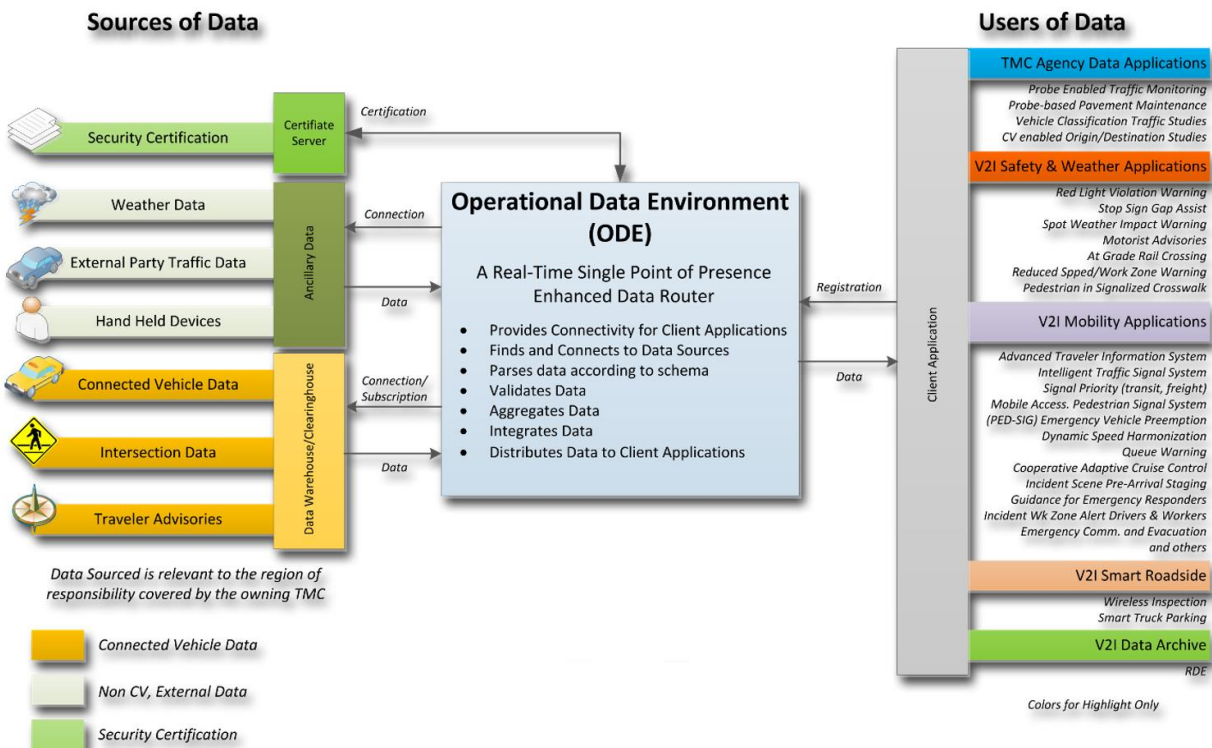 Sources of Data
Users of Data
Security Certification
Certifiate
Server
Certification
Weather Data
External Party Traffic Data
Hand Held Devices
Ancillary Data
Connection
Data
Connected Vehicle Data
Intersection Data
Traveler Advisories
Data Warehouse/Clearinghouse
Connection/
Subscription
Data
Data Sourced is relevant to the region of
responsibility covered by the owning TMC
Connected Vehicle Data
Non CV, External Data
Security Certification
Operational Data Environment
(ODE)
A Real-Time Single Point of Presence
Enhanced Data Router
• Provides Connectivity for Client Applications
• Finds and Connects to Data Sources
• Parses data according to schema
• Validates Data
• Aggregates Data
• Integrates Data
• Distributes Data to Client Applications
Registration
Data
Client Application
TMC Agency Data Applications
Probe Enabled Traffic Monitoring
Probe-based Pavement Maintenance
Vehicle Classification Traffic Studies
CV enabled Origin/Destination Studies
V2I Safety & Weather Applications
Red Light Violation Warning
Stop Sign Gap Assist
Spot Weather Impact Warning
Motorist Advisories
At Grade Rail Crossing
Reduced Spped/Work Zone Warning
Pedestrian in Signalized Crosswalk
V2I Mobility Applications
Advanced Traveler Information System
Intelligent Traffic Signal System
Signal Priority (transit, freight)
Mobile Access. Pedestrian Signal System
(PED-SIG) Emergency Vehicle Preemption
Dynamic Speed Harmonization
Queue Warning
Cooperative Adaptive Cruise Control
Incident Scene Pre-Arrival Staging
Guidance for Emergency Responders
Incident Wk Zone Alert Drivers & Workers
Emergency Comm. and Evacuation
and others
V2I Smart Roadside
Wireless Inspection
Smart Truck Parking
V2I Data Archive
RDE
Colors for Highlight Only